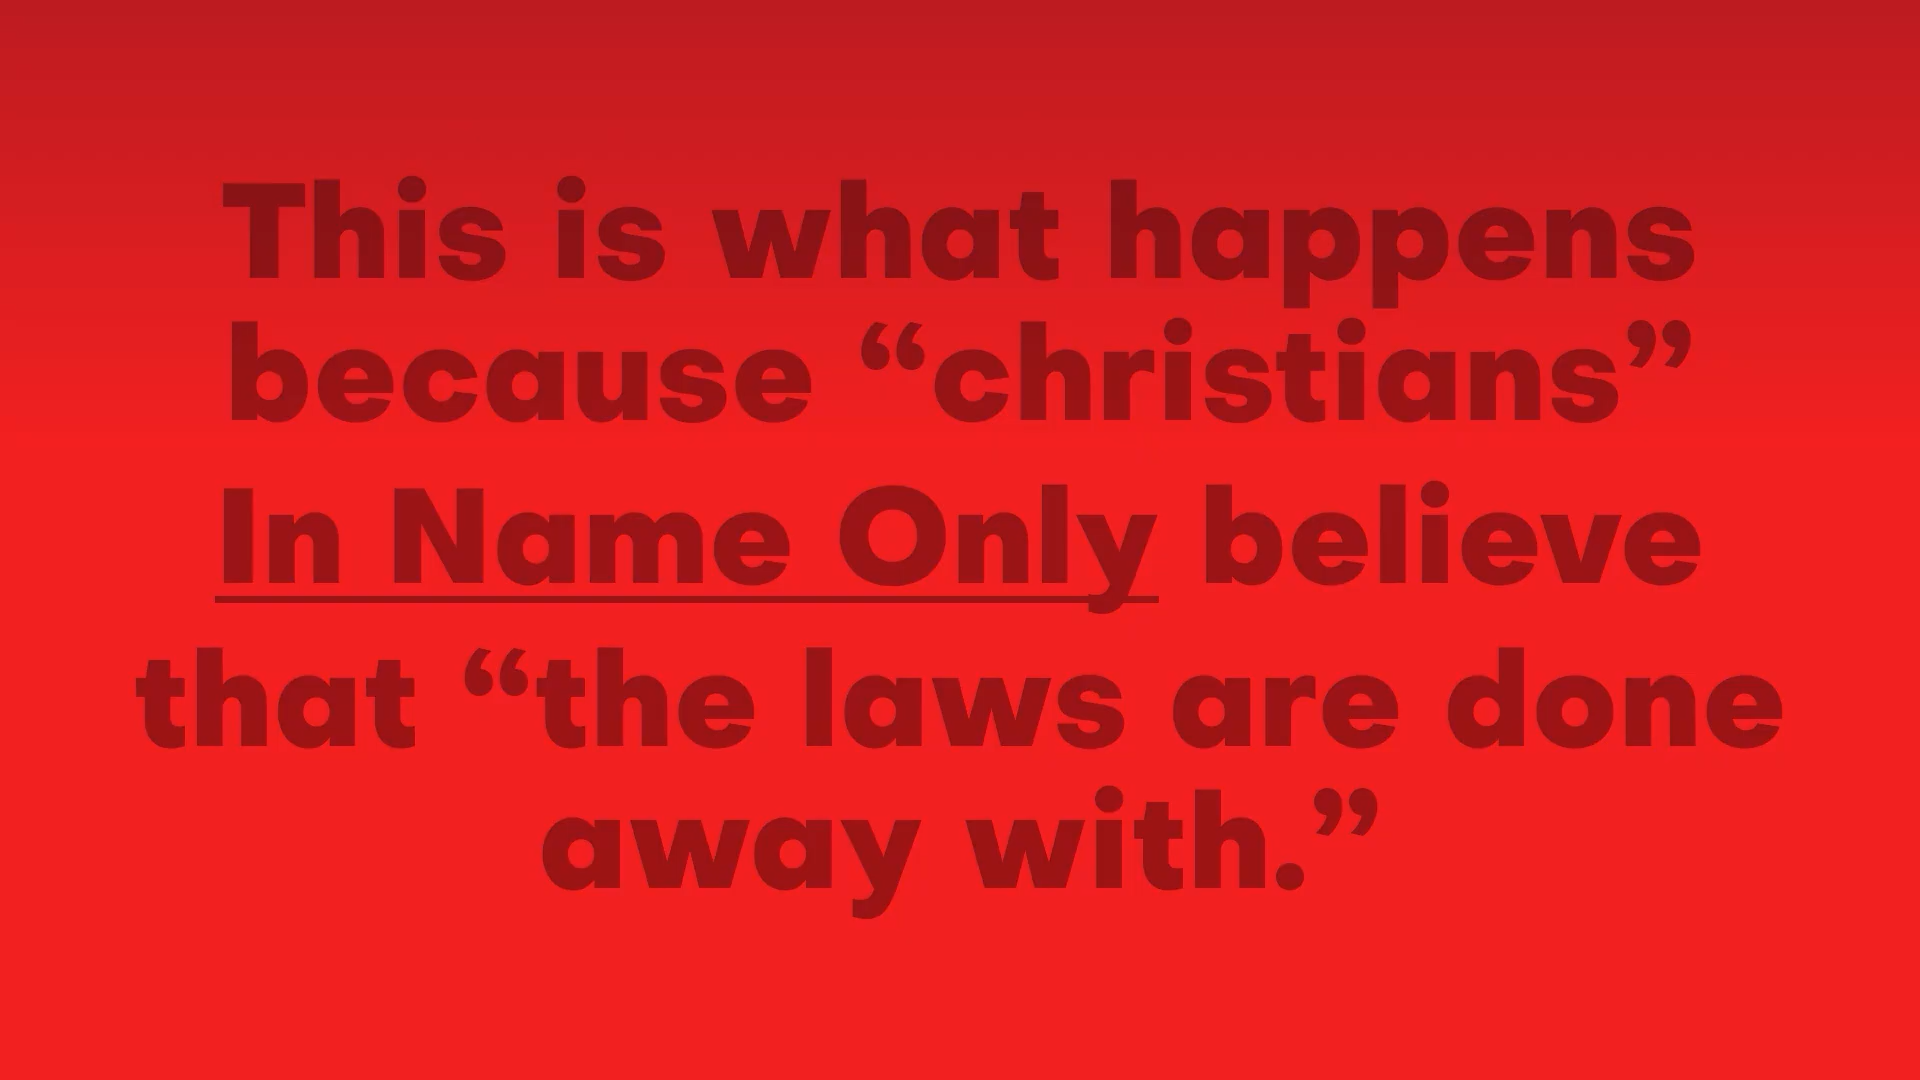 This is what happens
because “christians”
In Name Only believe
that “the laws are done
away with.”